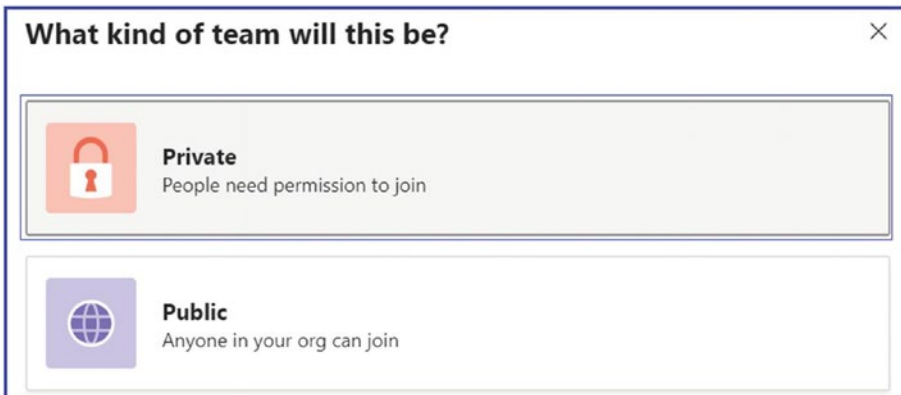 What kind of team will this be?
Private
People need permission to join
Public
Anyone in your org can join